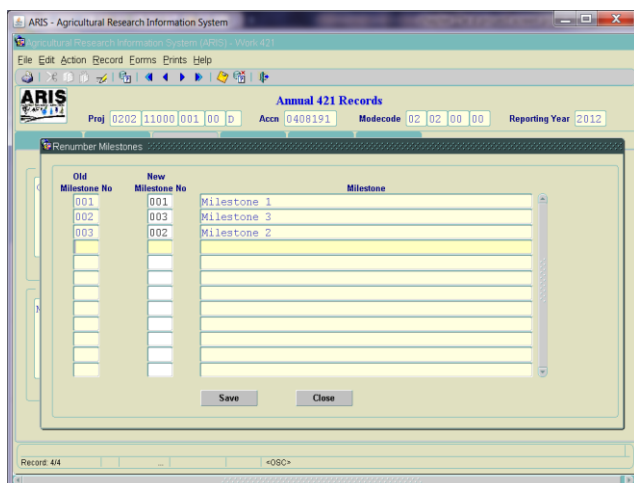 ARIS - Agricultural Research Information System
Agricultural Research Information System (ARIS) - Work 421
File Edit Action Record Forms Prints Help
ARIS
Annual 421 Records
Proj 0202 11000 001 00 D Accn 0408191 Modecode 02 02 00 00 Reporting Year 2012
Renumber Milestones
Old Milestone No New Milestone No Milestone
001 001 Milestone 1
002 003 Milestone 3
003 002 Milestone 2
Save Close
Record: 4/4 ... <OSC>